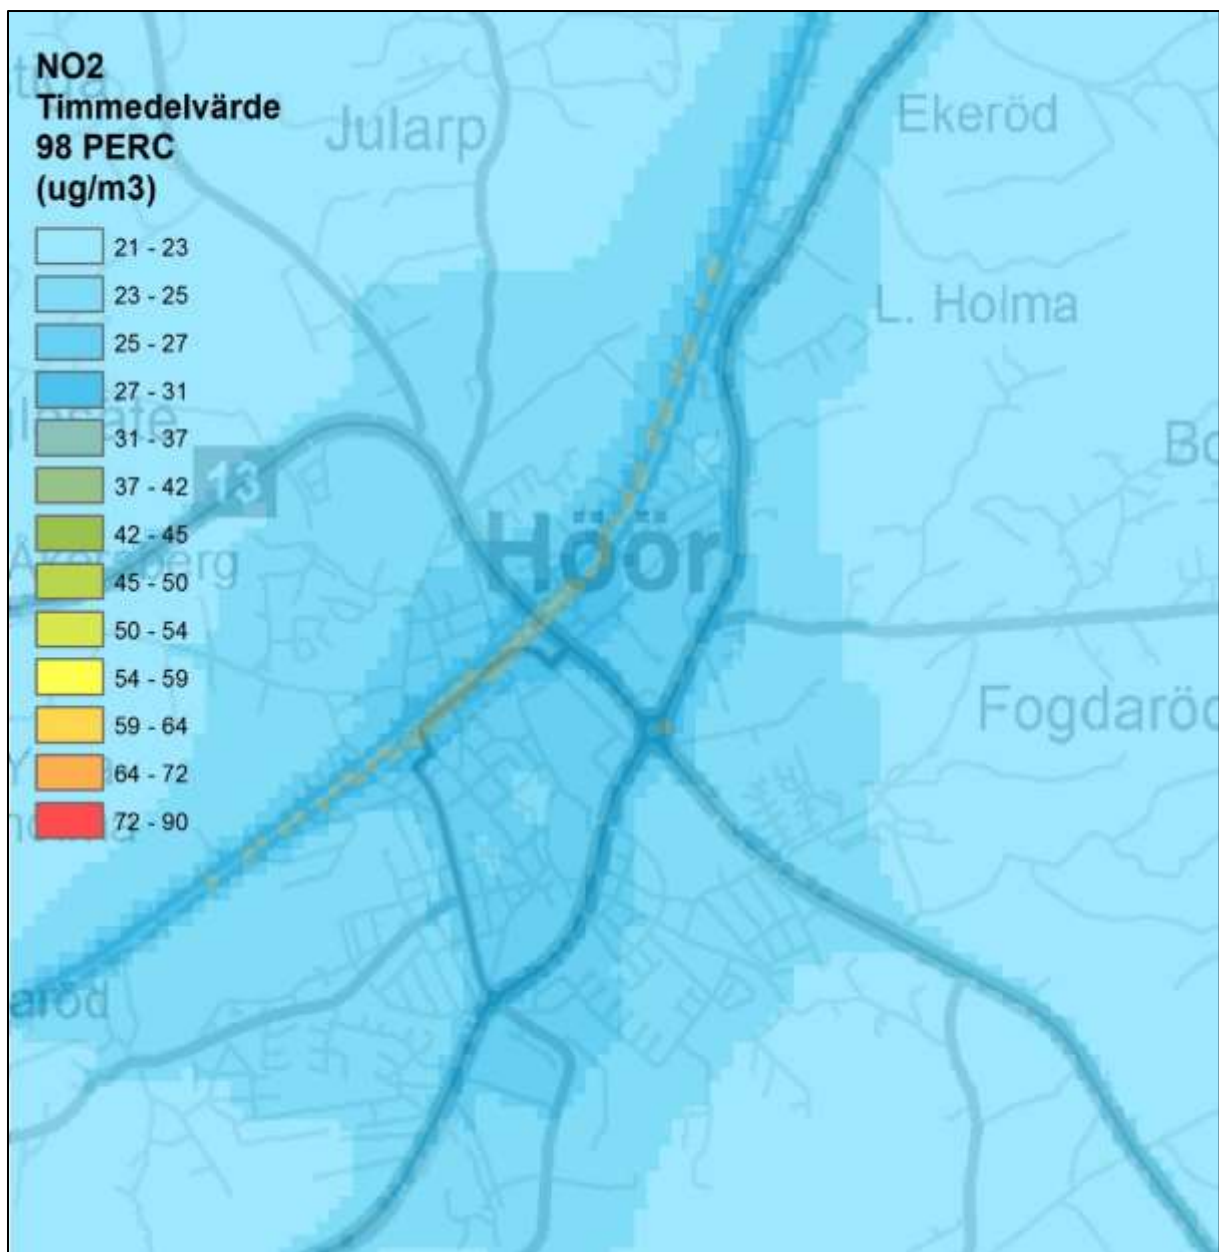 NO2
Timmedelvärde
98 PERC
(ug/m3)
21 - 23
23 - 25
25 - 27
27 - 31
31 - 37
37 - 42
42 - 45
45 - 50
50 - 54
54 - 59
59 - 64
64 - 72
72 - 90
Jularp
Ekeröd
L. Holma
Bo
13
Höör
Fogdaröd
aröd